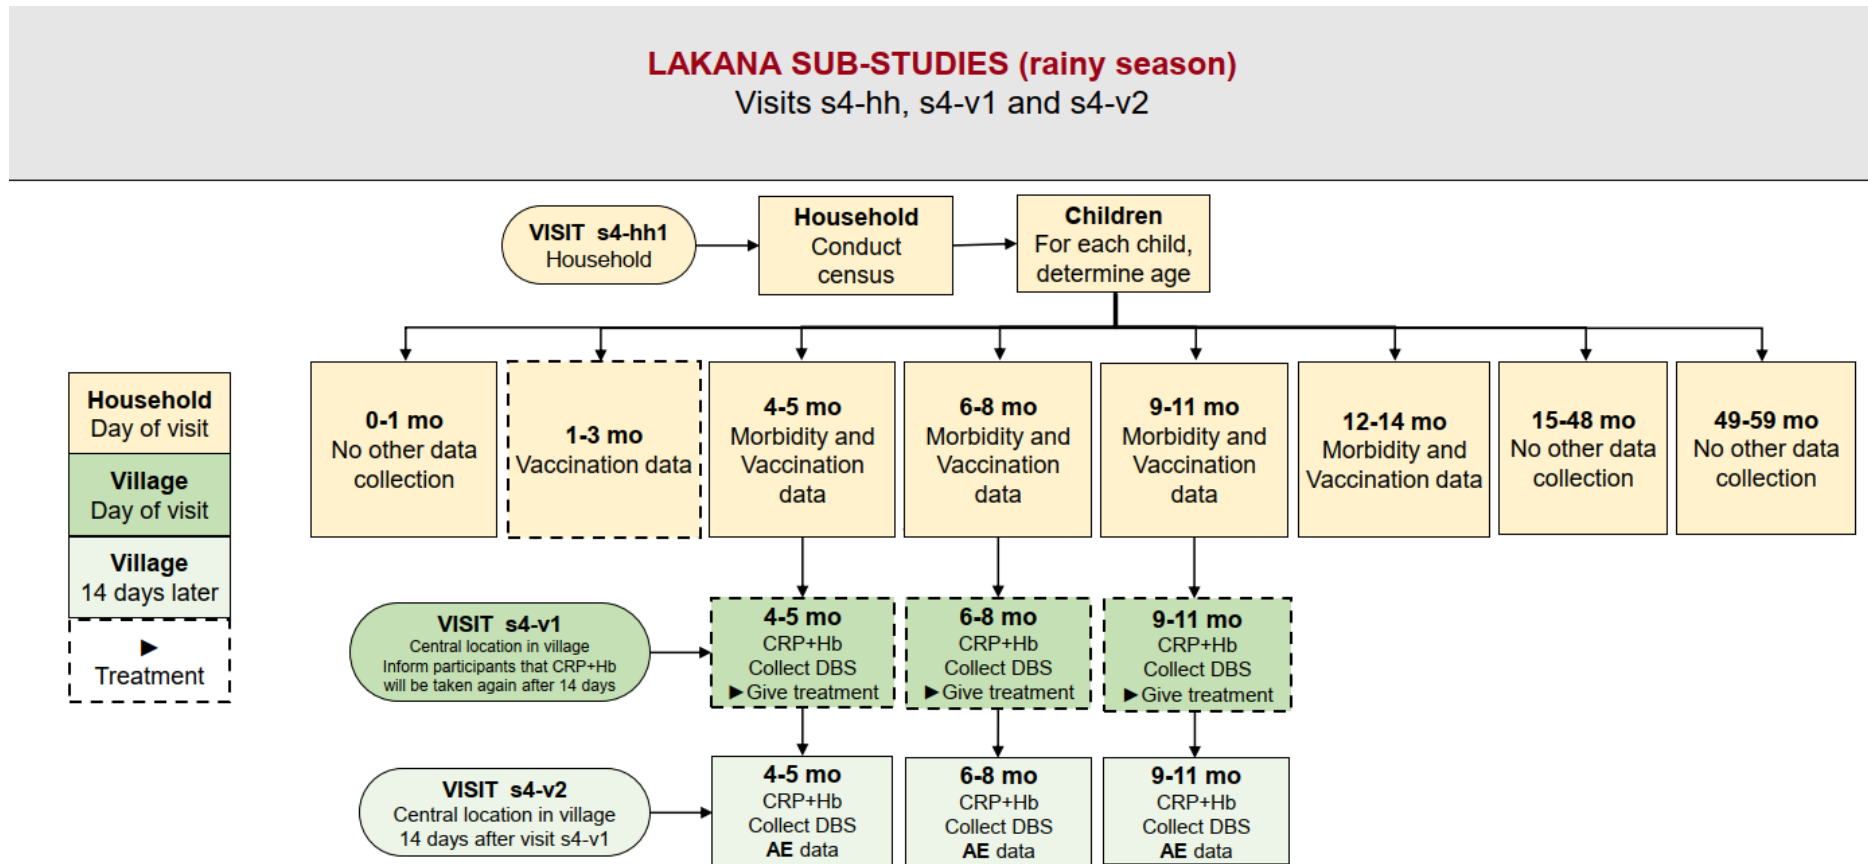 LAKANA SUB-STUDIES (rainy season)
Visits s4-hh, s4-v1 and s4-v2
VISIT s4-hh1
Household
Household
Conduct
census
Children
For each child,
determine age
Household
Day of visit
Village
Day of visit
Village
14 days later
►
Treatment
0-1 mo
No other data
collection
1-3 mo
Vaccination data
4-5 mo
Morbidity and
Vaccination
data
6-8 mo
Morbidity and
Vaccination
data
9-11 mo
Morbidity and
Vaccination
data
12-14 mo
Morbidity and
Vaccination data
15-48 mo
No other data
collection
49-59 mo
No other data
collection
VISIT s4-v1
Central location in village
Inform participants that CRP+Hb
will be taken again after 14 days
4-5 mo
CRP+Hb
Collect DBS
►Give treatment
6-8 mo
CRP+Hb
Collect DBS
►Give treatment
9-11 mo
CRP+Hb
Collect DBS
►Give treatment
VISIT s4-v2
Central location in village
14 days after visit s4-v1
4-5 mo
CRP+Hb
Collect DBS
AE data
6-8 mo
CRP+Hb
Collect DBS
AE data
9-11 mo
CRP+Hb
Collect DBS
AE data